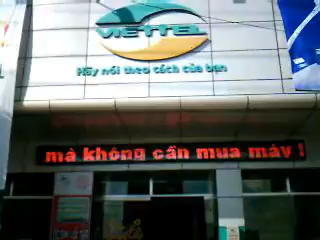 VIETTEL
Hãy nói theo cách của bạn
mà không cần mua máy !